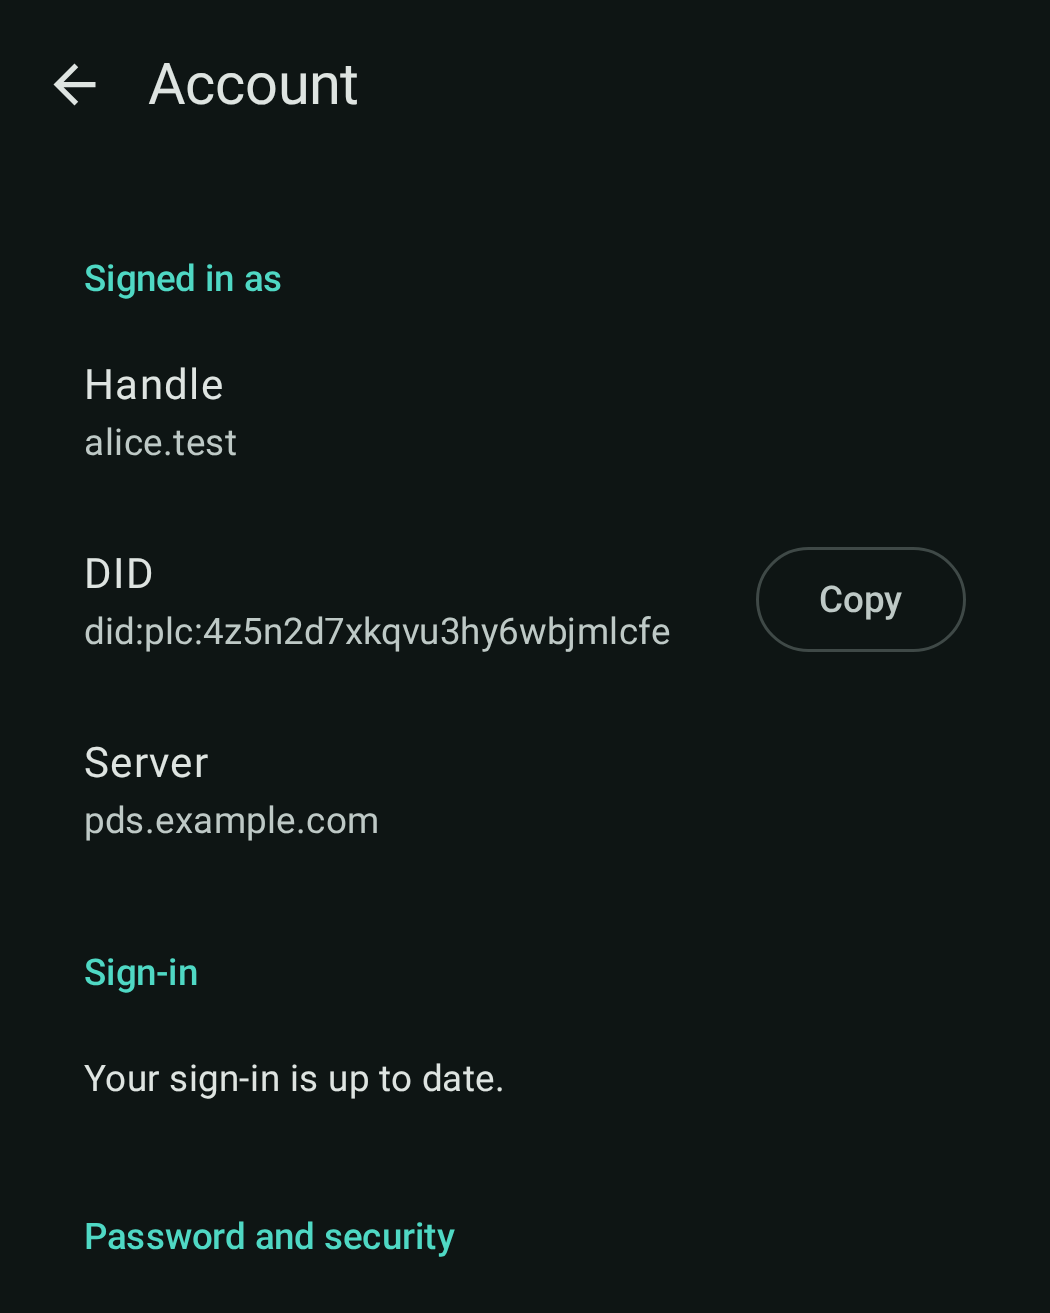 Account
Signed in as
Handle
alice.test
DID
did:plc:4z5n2d7xkqvu3hy6wbjmlcfe
Copy
Server
pds.example.com
Sign-in
Your sign-in is up to date.
Password and security